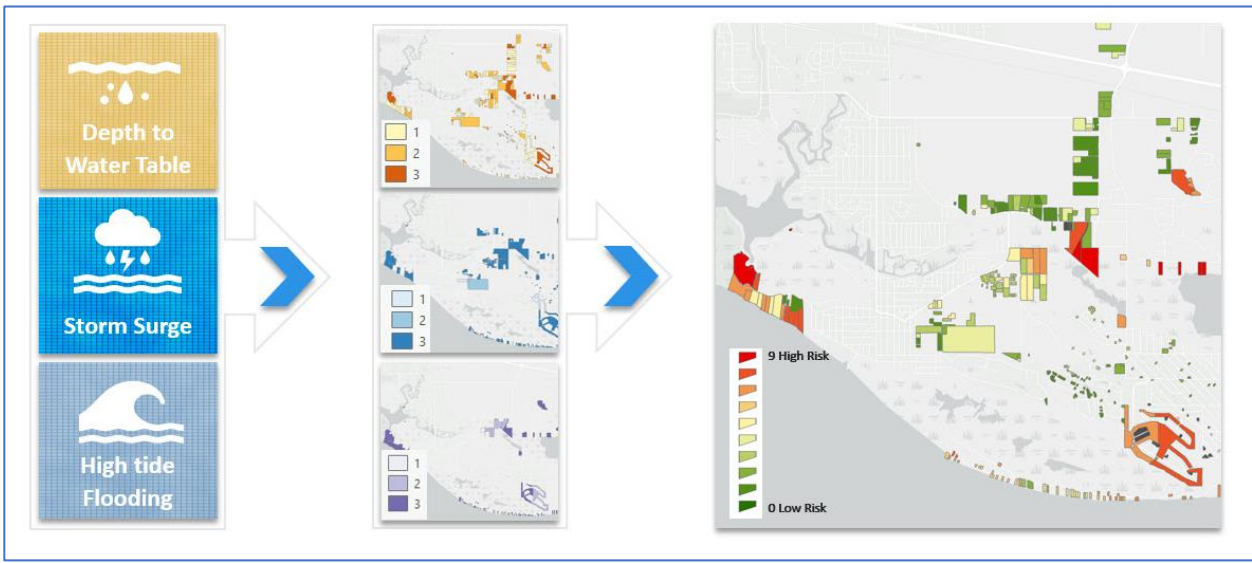 Depth to
Water Table
Storm Surge
High tide
Flooding
1
2
3
1
2
3
1
2
3
9 High Risk
0 Low Risk